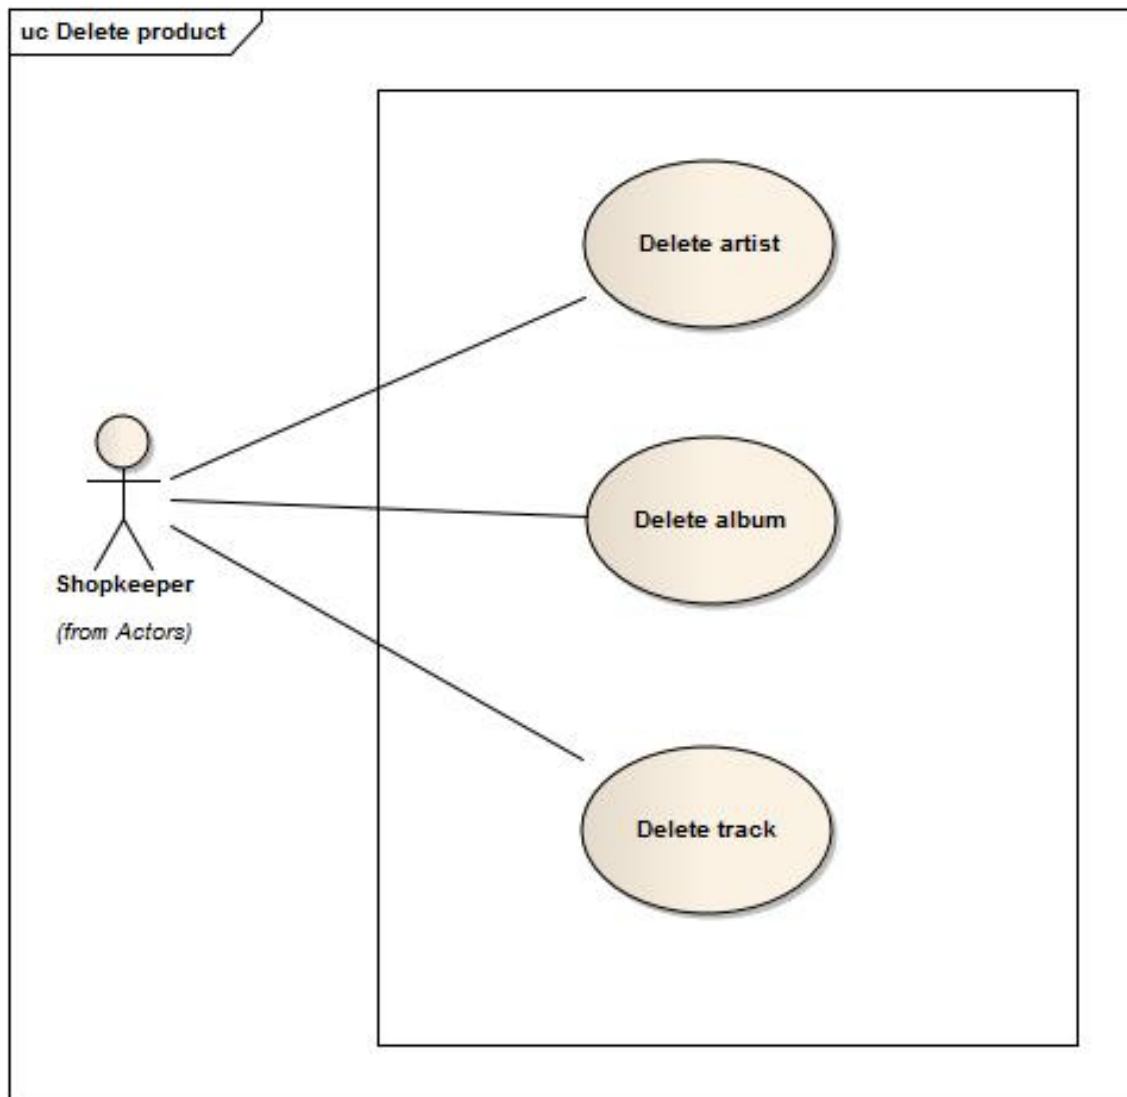 uc Delete product
Delete artist
Delete album
Shopkeeper
(from Actors)
Delete track